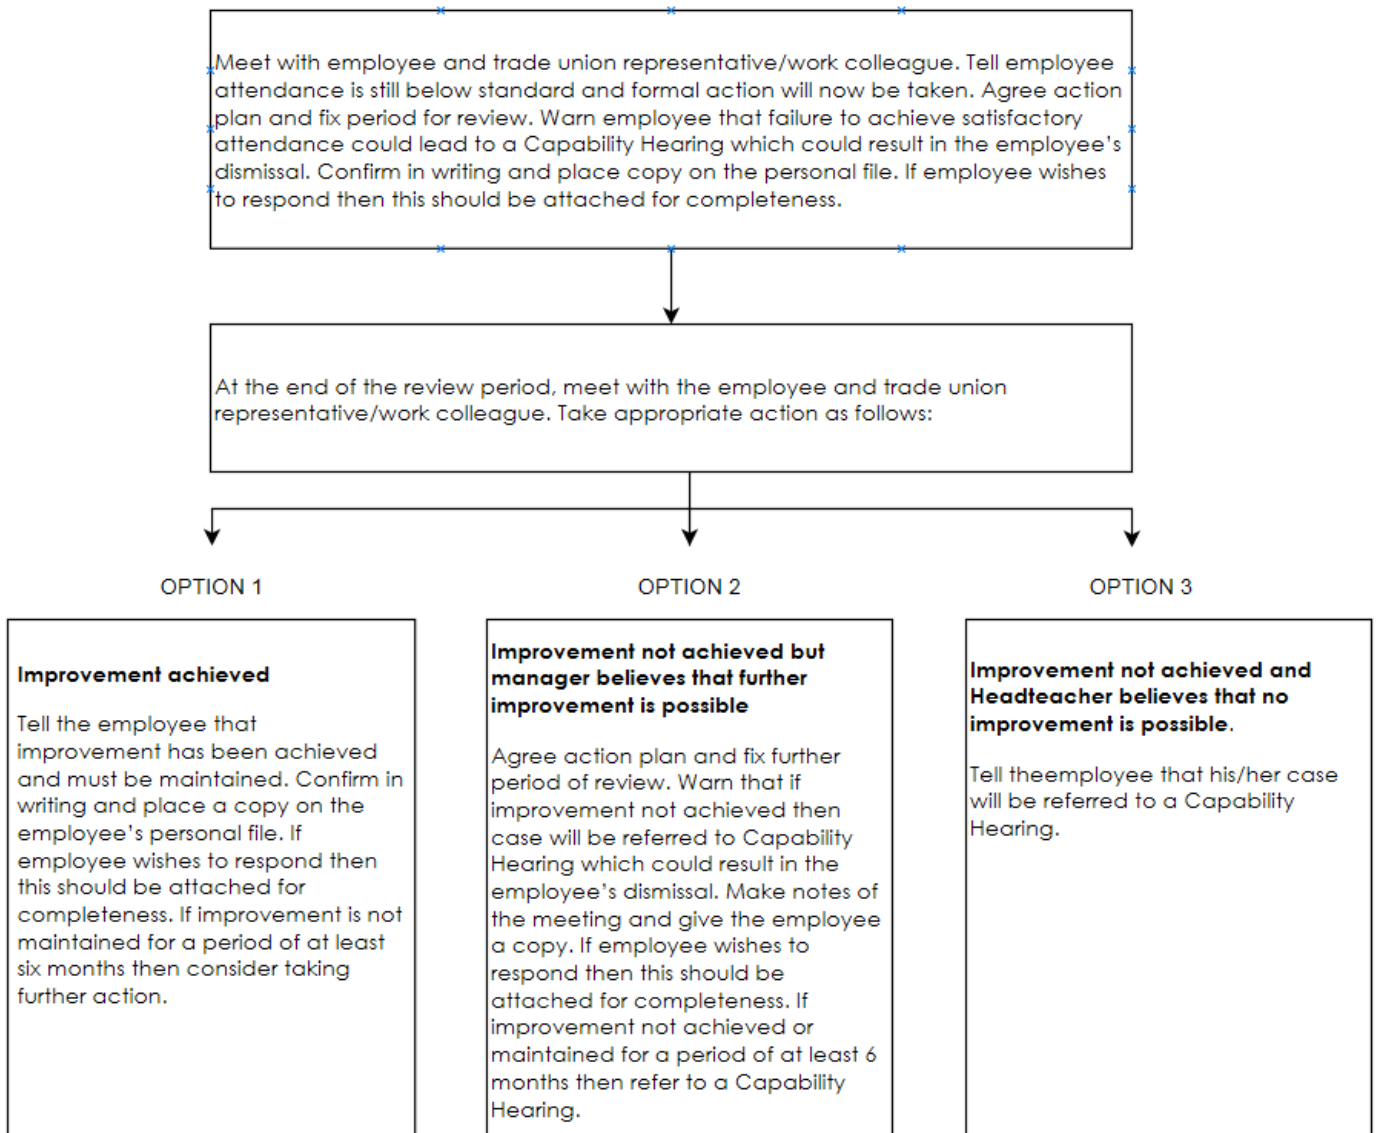 Meet with employee and trade union representative/work colleague. Tell employee
attendance is still below standard and formal action will now be taken. Agree action
plan and fix period for review. Warn employee that failure to achieve satisfactory
attendance could lead to a Capability Hearing which could result in the employee’s
dismissal. Confirm in writing and place copy on the personal file. If employee wishes
to respond then this should be attached for completeness.
At the end of the review period, meet with the employee and trade union
representative/work colleague. Take appropriate action as follows:
OPTION 1
Improvement achieved
Tell the employee that
improvement has been achieved
and must be maintained. Confirm in
writing and place a copy on the
employee’s personal file. If
employee wishes to respond then
this should be attached for
completeness. If improvement is not
maintained for a period of at least
six months then consider taking
further action.
OPTION 2
Improvement not achieved but
manager believes that further
improvement is possible
Agree action plan and fix further
period of review. Warn that if
improvement not achieved then
case will be referred to Capability
Hearing which could result in the
employee’s dismissal. Make notes of
the meeting and give the employee
a copy. If employee wishes to
respond then this should be
attached for completeness. If
improvement not achieved or
maintained for a period of at least 6
months then refer to a Capability
Hearing.
OPTION 3
Improvement not achieved and
Headteacher believes that no
improvement is possible.
Tell theemployee that his/her case
will be referred to a Capability
Hearing.